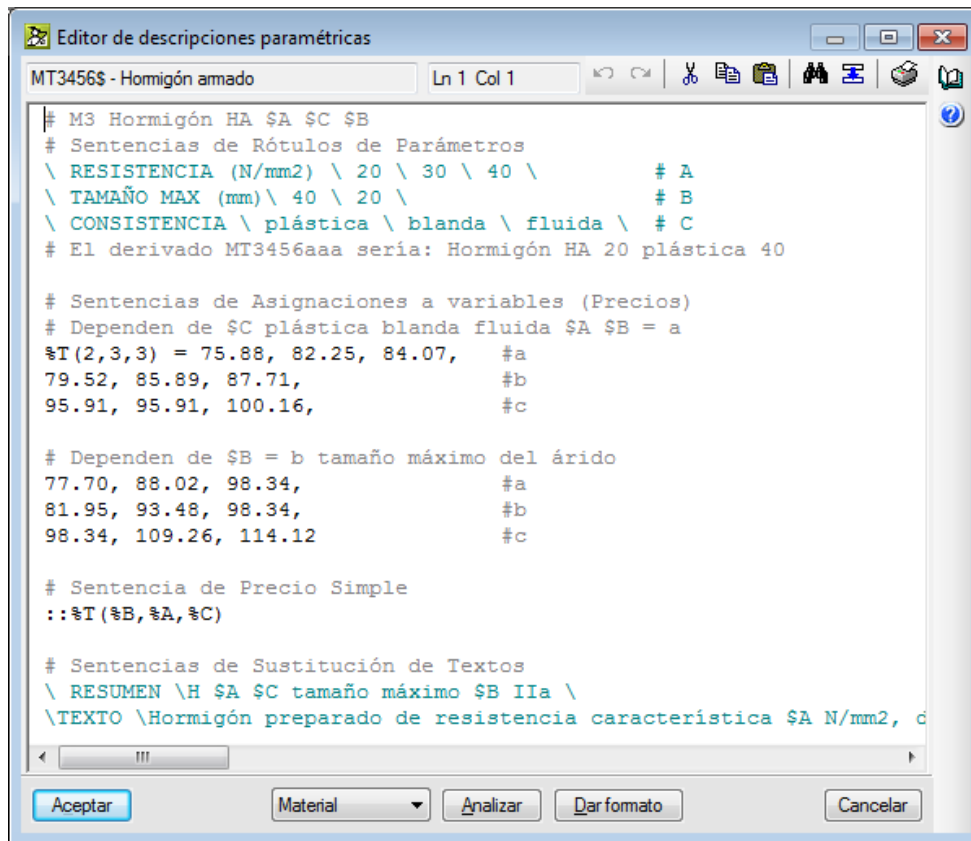 Editor de descripciones paramétricas
MT3456$ - Hormigón armado Ln 1 Col 1
# M3 Hormigón HA $A $C $B
# Sentencias de Rótulos de Parámetros
\ RESISTENCIA (N/mm2) \ 20 \ 30 \ 40 \ # A
\ TAMAÑO MAX (mm)\ 40 \ 20 \ # B
\ CONSISTENCIA \ plástica \ blanda \ fluida \ # C
# El derivado MT3456aaa sería: Hormigón HA 20 plástica 40
# Sentencias de Asignaciones a variables (Precios)
# Dependen de $C plástica blanda fluida $A $B = a
%T(2,3,3) = 75.88, 82.25, 84.07, #a
79.52, 85.89, 87.71, #b
95.91, 95.91, 100.16, #c
# Dependen de $B = b tamaño máximo del árido
77.70, 88.02, 98.34, #a
81.95, 93.48, 98.34, #b
98.34, 109.26, 114.12 #c
# Sentencia de Precio Simple
::%T(%B,%A,%C)
# Sentencias de Sustitución de Textos
\ RESUMEN \H $A $C tamaño máximo $B IIa \
\TEXTO \Hormigón preparado de resistencia característica $A N/mm2, d
Aceptar Material Analizar Dar formato Cancelar